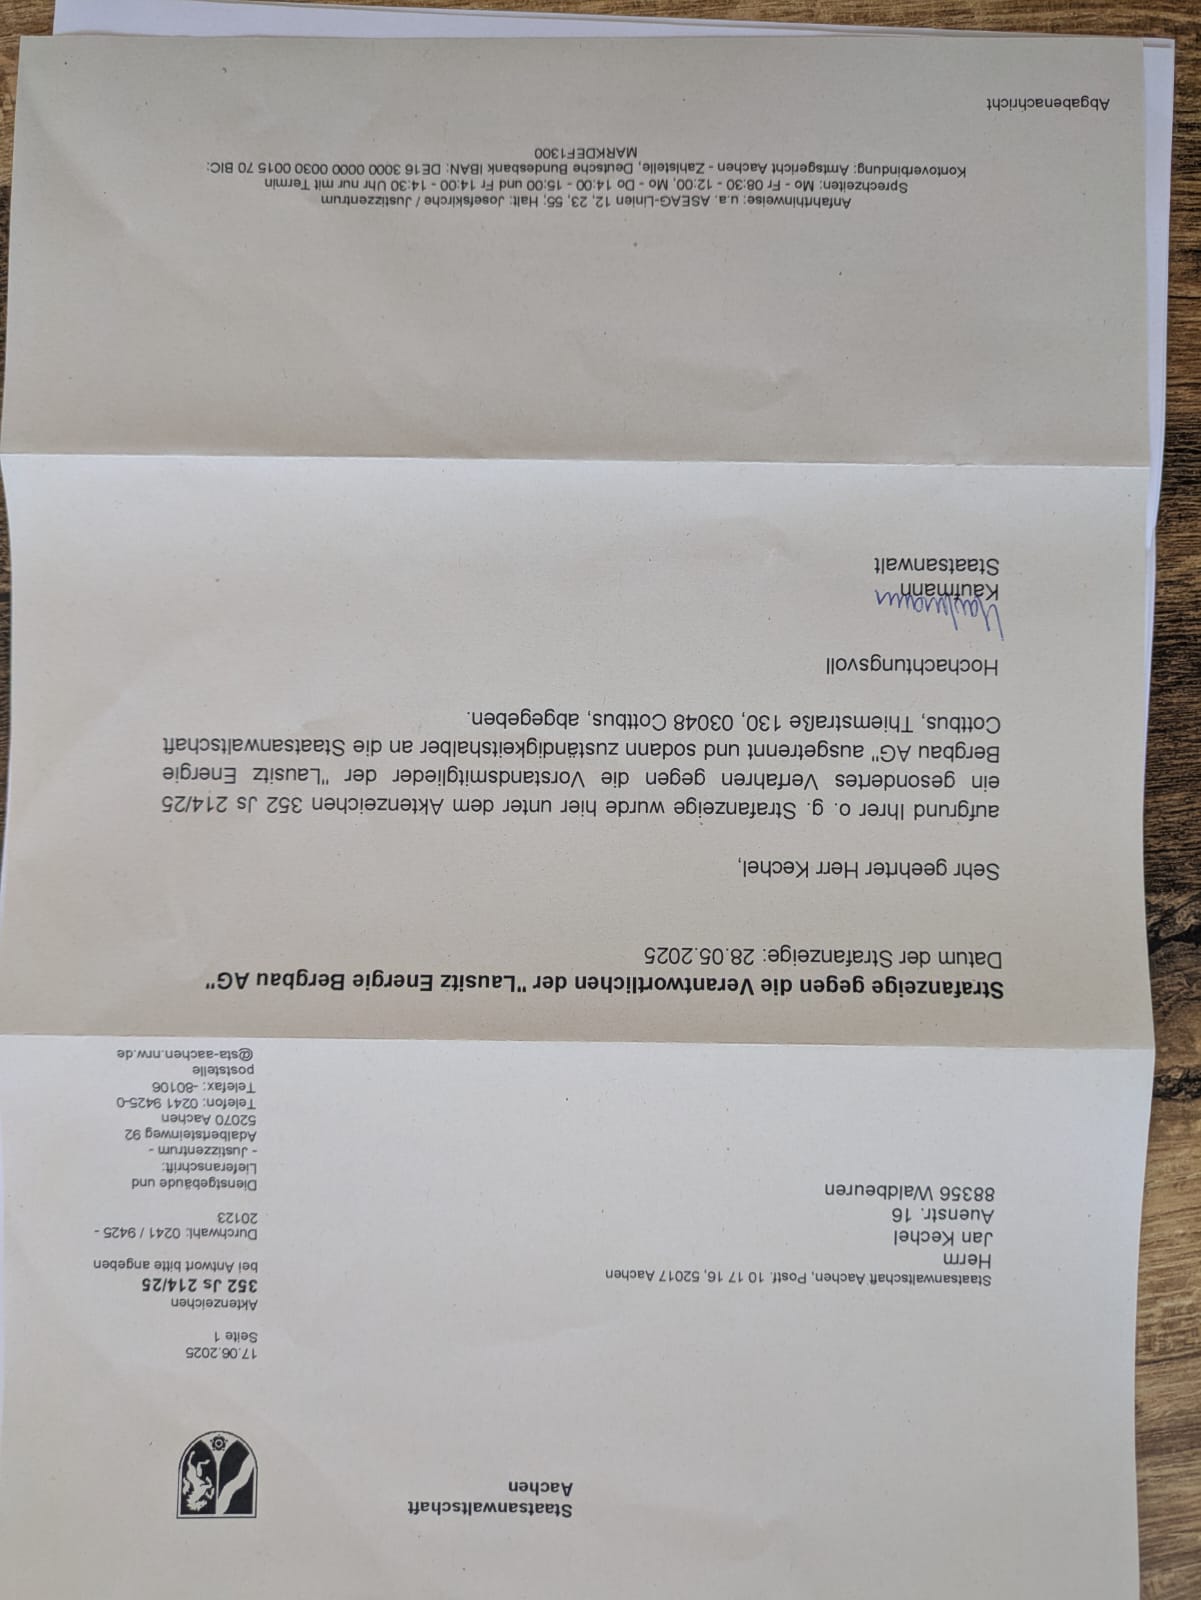 Staatsanwaltschaft
Aachen
17.06.2025
Seite 1
Aktenzeichen
352 Js 214/25
bei Antwort bitte angeben
Durchwahl: 0241 / 9425 -
20123
Dienstgebäude und
Lieferanschrift:
- Justizzentrum -
Adalbertsteinweg 92
52070 Aachen
Telefon: 0241 9425-0
Telefax: -80106
poststelle
@sta-aachen.nrw.de
Staatsanwaltschaft Aachen, Postf. 10 17 16, 52017 Aachen
Herrn
Jan Kechel
Auenstr. 16
88356 Waldbeuren
Strafanzeige gegen die Verantwortlichen der "Lausitz Energie Bergbau AG"
Datum der Strafanzeige: 28.05.2025
Sehr geehrter Herr Kechel,
aufgrund Ihrer o. g. Strafanzeige wurde hier unter dem Aktenzeichen 352 Js 214/25
ein gesondertes Verfahren gegen die Vorstandsmitglieder der "Lausitz Energie
Bergbau AG" ausgetrennt und sodann zuständigkeitshalber an die Staatsanwaltschaft
Cottbus, Thiemstraße 130, 03048 Cottbus, abgegeben.
Hochachtungsvoll
Kaufmann
Kaufmann
Staatsanwalt
Anfahrthinweise: u.a. ASEAG-Linien 12, 23, 55; Halt: Josefskirche / Justizzentrum
Sprechzeiten: Mo - Fr 08:30 - 12:00, Mo - Do 14:00 - 15:00 und Fr 14:00 - 14:30 Uhr nur mit Termin
Kontoverbindung: Amtsgericht Aachen - Zahlstelle, Deutsche Bundesbank IBAN: DE 16 3000 0000 0030 0015 70 BIC:
MARKDEF1300
Abgabenachricht